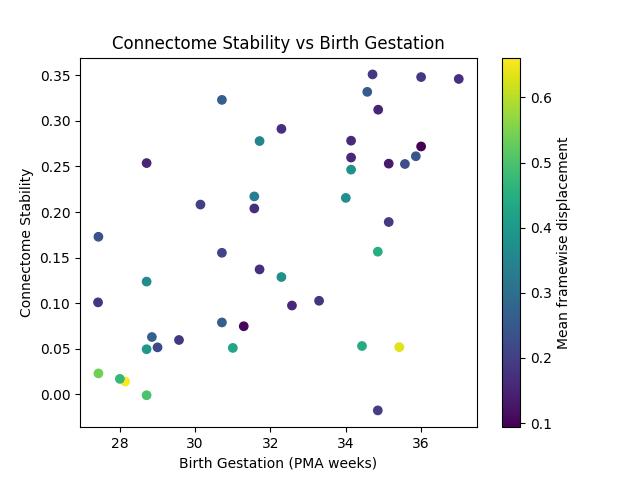 Connectome Stability vs Birth Gestation
0.35
0.30
0.25
0.20
0.15
0.10
0.05
0.00
Connectome Stability
28 30 32 34 36
Birth Gestation (PMA weeks)
0.6
0.5
0.4
0.3
0.2
0.1
Mean framewise displacement